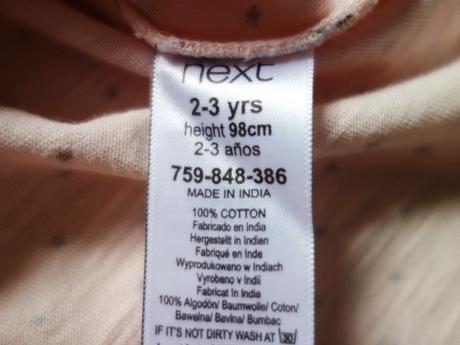 next
2-3 yrs
height 98cm
2-3 años
759-848-386
MADE IN INDIA
100% COTTON
Fabricado en India
Hergestellt in Indien
Fabriqué en Inde
Wyprodukowano w Indiach
Vyrobeno v Indii
Fabricat In India
100% Algodón/ Baumwolle/ Coton/
Bawełna/ Bavlna/ Bumbac
IF IT'S NOT DIRTY WASH AT 30